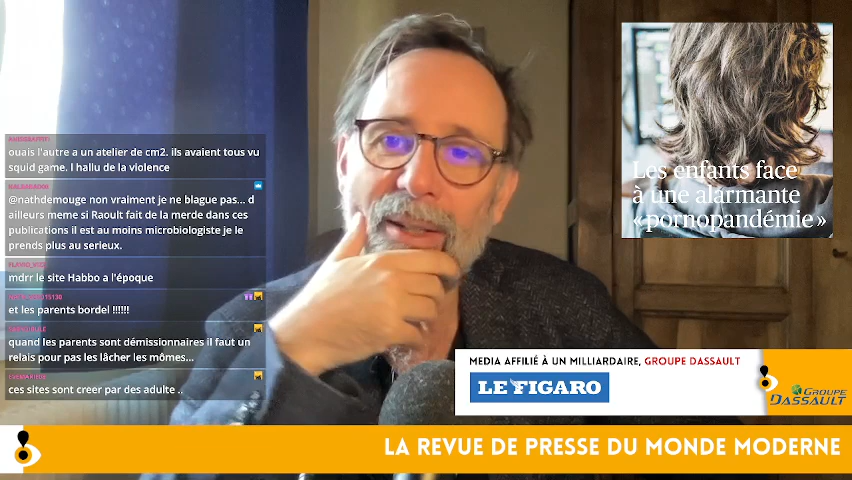 ouais l'autre a un atelier de cm2. ils avaient tous vu
squid game. l hallu de la violence
@nathdemouge non vraiment je ne blague pas... d
ailleurs meme si Raoult fait de la merde dans ces
publications il est au moins microbiologiste je le
prends plus au serieux.
mdrr le site Habbo a l'époque
et les parents bordel !!!!!!
quand les parents sont démissionnaires il faut un
relais pour pas les lâcher les mômes...
ces sites sont creer par des adulte ..
Les enfants face
à une alarmante
« pornopandémie »
MEDIA AFFILIÉ À UN MILLIARDAIRE, GROUPE DASSAULT
LE FIGARO
GROUPE
DASSAULT
LA REVUE DE PRESSE DU MONDE MODERNE